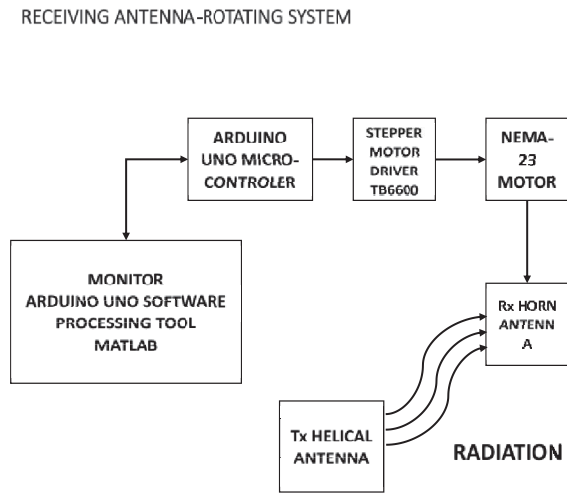 RECEIVING ANTENNA-ROTATING SYSTEM
ARDUINO
UNO MICRO-
CONTROLER
STEPPER
MOTOR
DRIVER
TB6600
NEMA-
23
MOTOR
MONITOR
ARDUINO UNO SOFTWARE
PROCESSING TOOL
MATLAB
Rx HORN
ANTENN
A
Tx HELICAL
ANTENNA
RADIATION